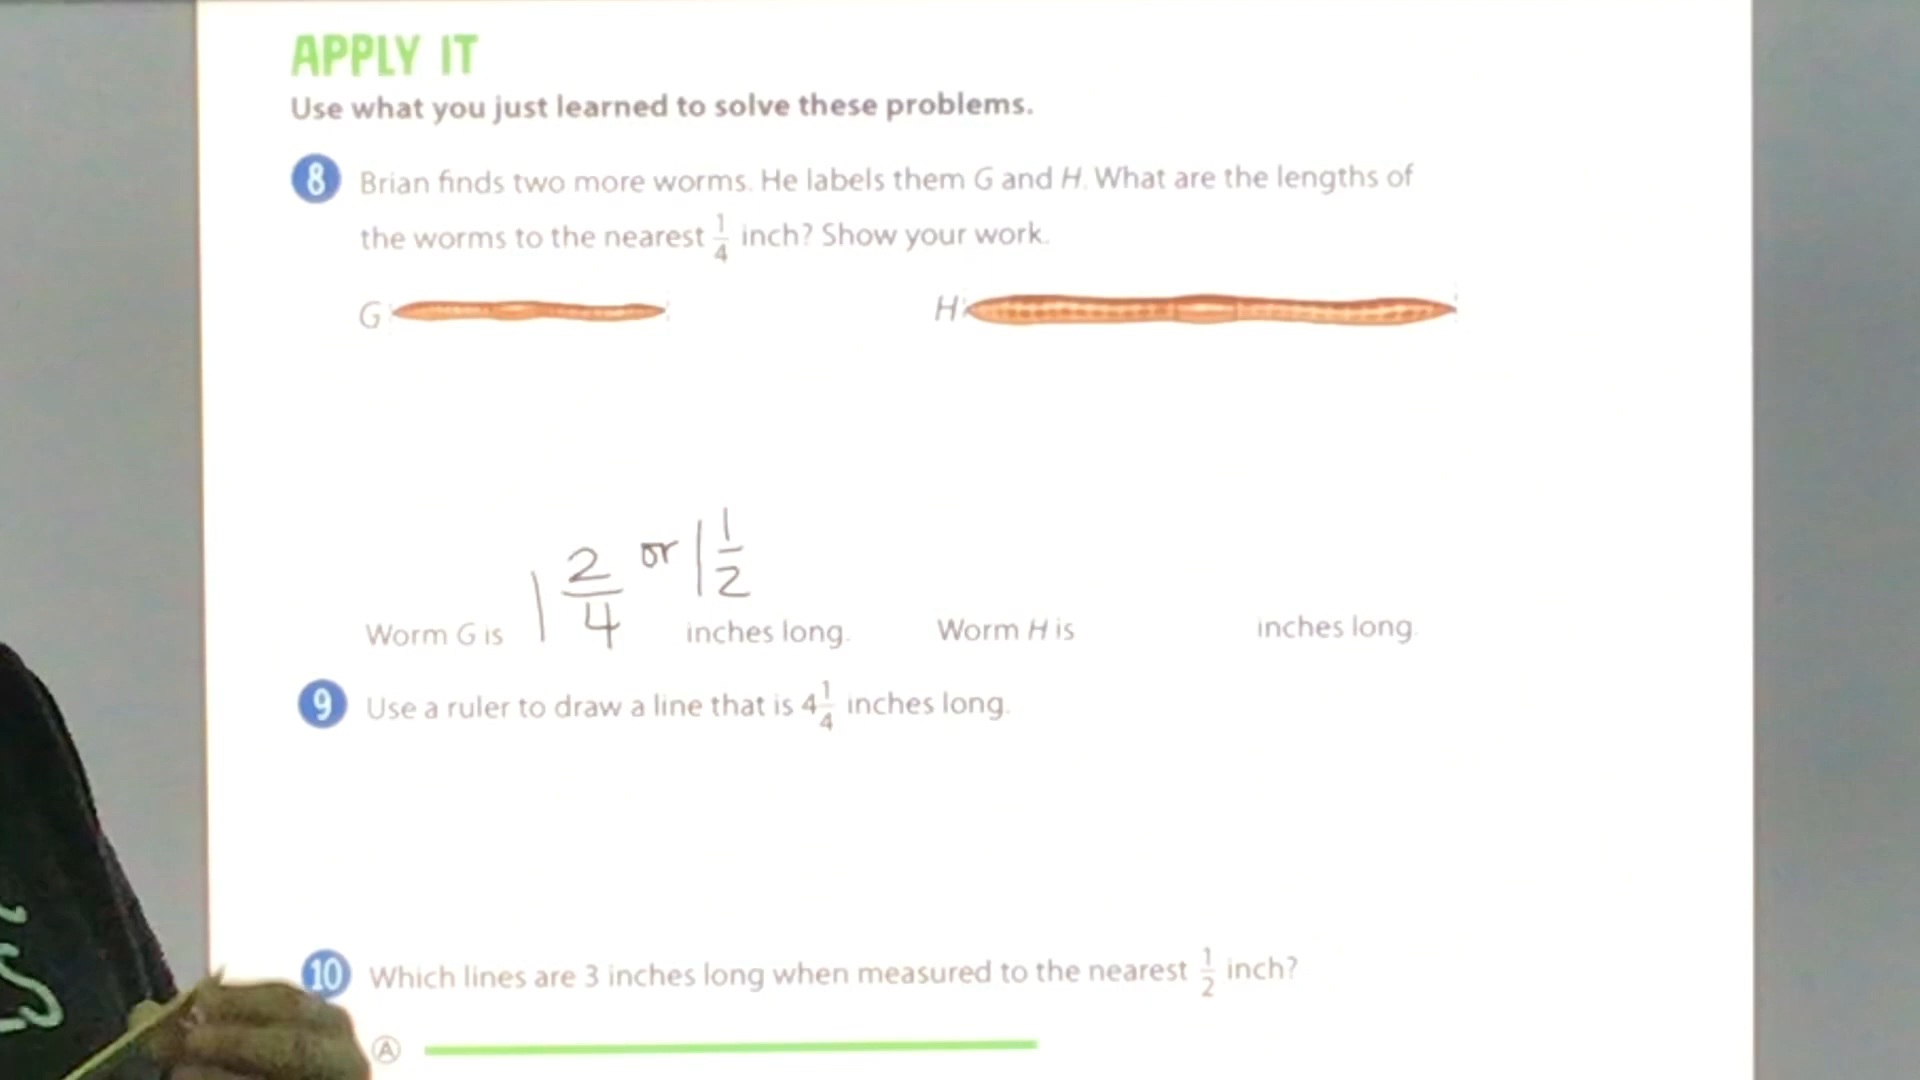 APPLY IT
Use what you just learned to solve these problems.
8 Brian finds two more worms. He labels them G and H. What are the lengths of
the worms to the nearest 1/4 inch? Show your work.
G H
1 2/4 or 1 1/2
Worm G is inches long. Worm H is inches long.
9 Use a ruler to draw a line that is 4 1/4 inches long.
10 Which lines are 3 inches long when measured to the nearest 1/2 inch?
A